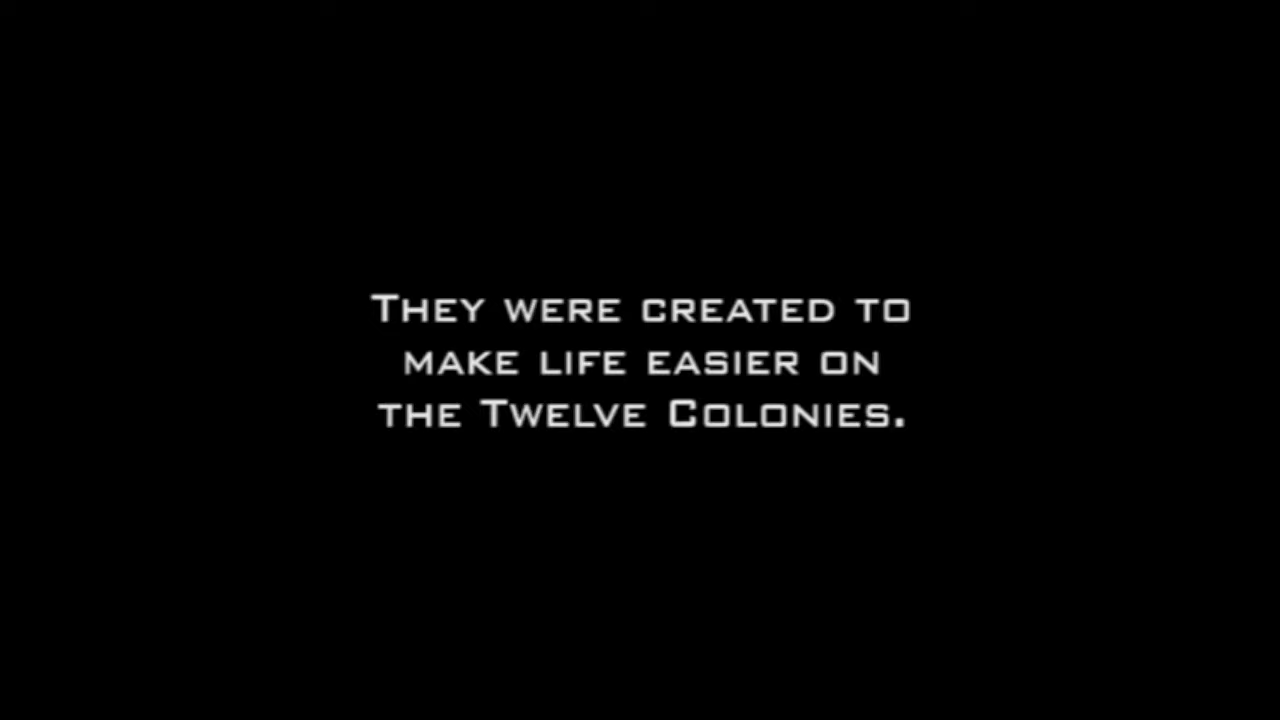 They were created to
make life easier on
the Twelve Colonies.